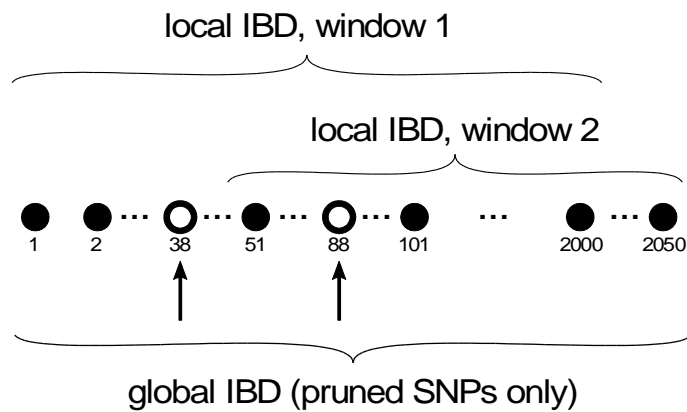 local IBD, window 1
local IBD, window 2
... ... ... ... ...
1 2 38 51 88 101 2000 2050
global IBD (pruned SNPs only)